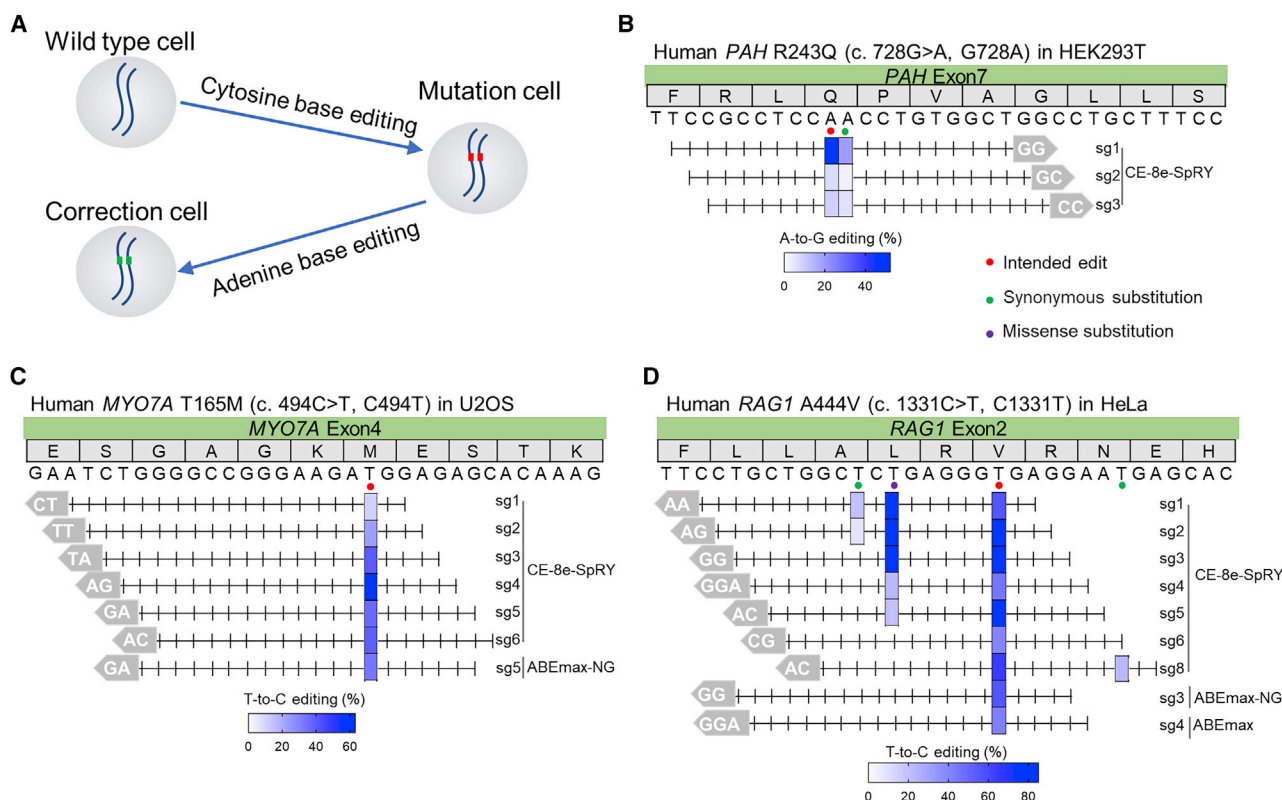 A
Wild type cell
Cytosine base editing
Mutation cell
Correction cell
Adenine base editing
B
Human PAH R243Q (c. 728G>A, G728A) in HEK293T
PAH Exon7
F R L Q P V A G L L S
T T C C G C C T C C A A C C T G T G G C T G G C C T G C T T T C C
GG sg1
GC sg2 CE-8e-SpRY
CC sg3
A-to-G editing (%)
0 20 40
Intended edit
Synonymous substitution
Missense substitution
C
Human MYO7A T165M (c. 494C>T, C494T) in U2OS
MYO7A Exon4
E S G A G K M E S T K
G A A T C T G G G G C C G G G A A G A T G G A G A G C A C A A A G
CT sg1
TT sg2
TA sg3
CE-8e-SpRY
AG sg4
GA sg5
AC sg6
GA sg5 ABEmax-NG
T-to-C editing (%)
0 20 40 60
D
Human RAG1 A444V (c. 1331C>T, C1331T) in HeLa
RAG1 Exon2
F L L A L R V R N E H
T T C C T G C T G G C T C T G A G G G T G A G G A A T G A G C A C
AA sg1
AG sg2
GG sg3
CE-8e-SpRY
GGA sg4
AC sg5
CG sg6
AC sg8
GG sg3 ABEmax-NG
GGA sg4 ABEmax
T-to-C editing (%)
0 20 40 60 80